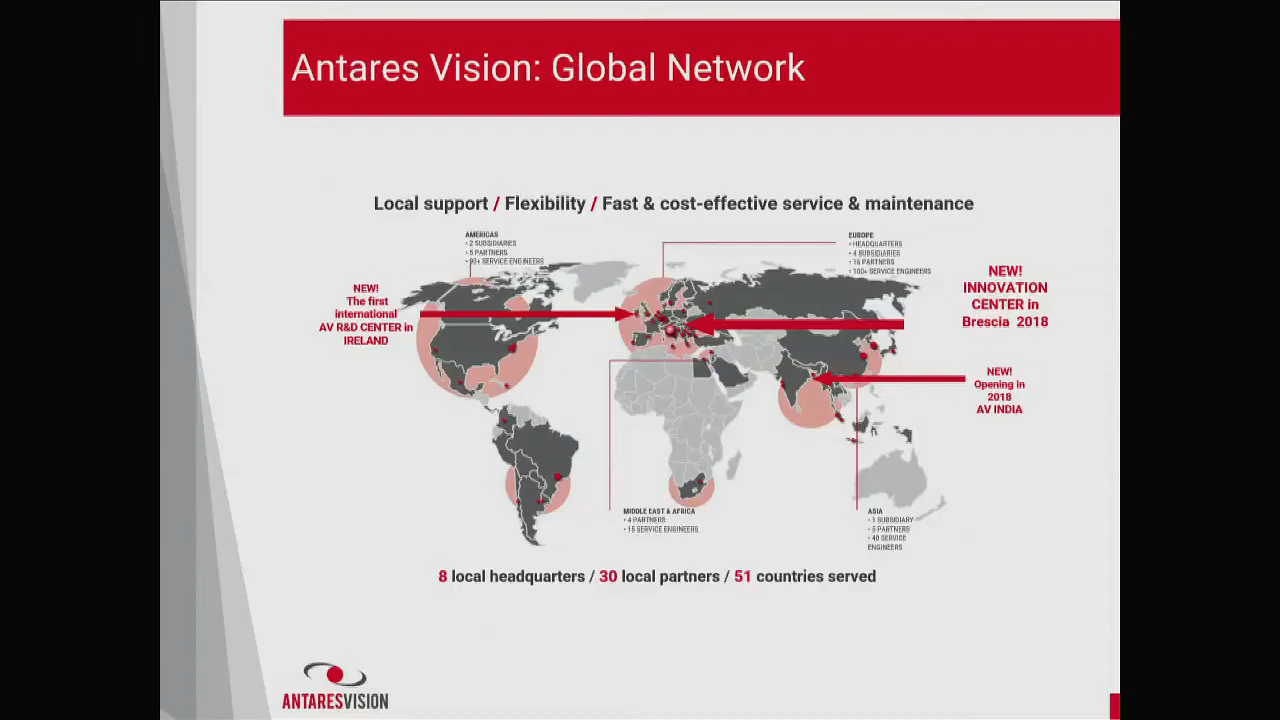 Antares Vision: Global Network
Local support / Flexibility / Fast & cost-effective service & maintenance
AMERICAS
• 2 SUBSIDIARIES
• 5 PARTNERS
• 90+ SERVICE ENGINEERS
EUROPE
• HEADQUARTERS
• 4 SUBSIDIARIES
• 16 PARTNERS
• 100+ SERVICE ENGINEERS
NEW!
The first
international
AV R&D CENTER in
IRELAND
NEW!
INNOVATION
CENTER in
Brescia 2018
NEW!
Opening in
2018
AV INDIA
MIDDLE EAST & AFRICA
• 4 PARTNERS
• 15 SERVICE ENGINEERS
ASIA
• 1 SUBSIDIARY
• 5 PARTNERS
• 40 SERVICE
ENGINEERS
8 local headquarters / 30 local partners / 51 countries served
ANTARESVISION